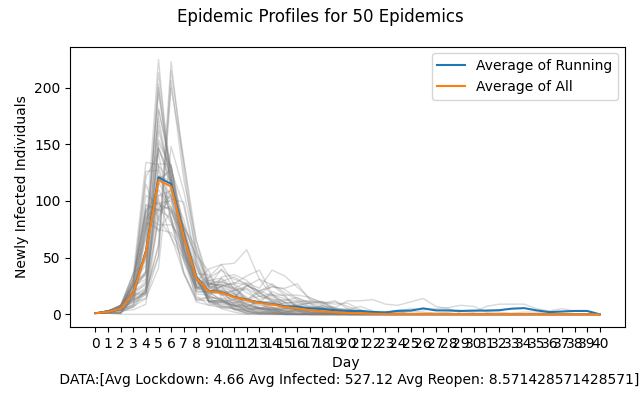 Epidemic Profiles for 50 Epidemics
Average of Running
Average of All
Newly Infected Individuals
200
150
100
50
0
0 1 2 3 4 5 6 7 8 9 10 11 12 13 14 15 16 17 18 19 20 21 22 23 24 25 26 27 28 29 30 31 32 33 34 35 36 37 38 39 40
Day
DATA:[Avg Lockdown: 4.66 Avg Infected: 527.12 Avg Reopen: 8.571428571428571]